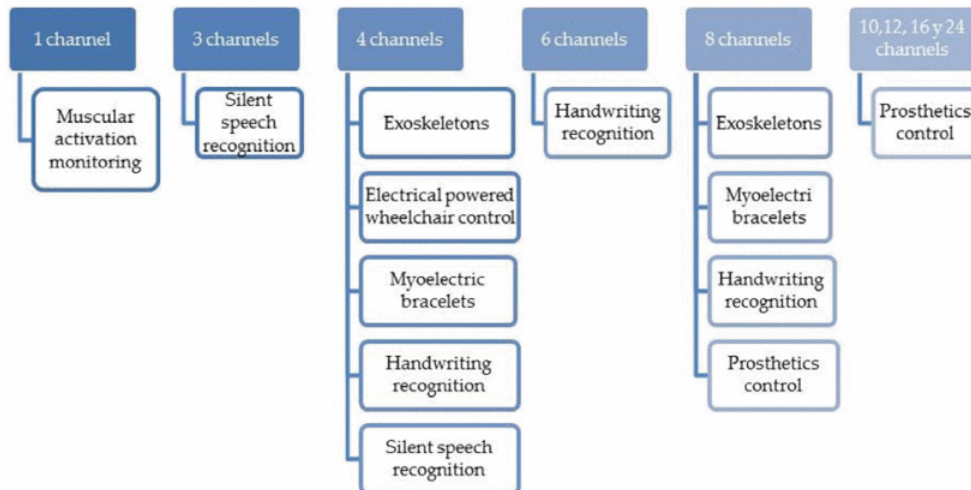 1 channel
Muscular
activation
monitoring
3 channels
Silent
speech
recognition
4 channels
Exoskeletons
Electrical powered
wheelchair control
Myoelectric
bracelets
Handwriting
recognition
Silent speech
recognition
6 channels
Handwriting
recognition
8 channels
Exoskeletons
Myoelectri
bracelets
Handwriting
recognition
Prosthetics
control
10,12, 16 y 24
channels
Prosthetics
control